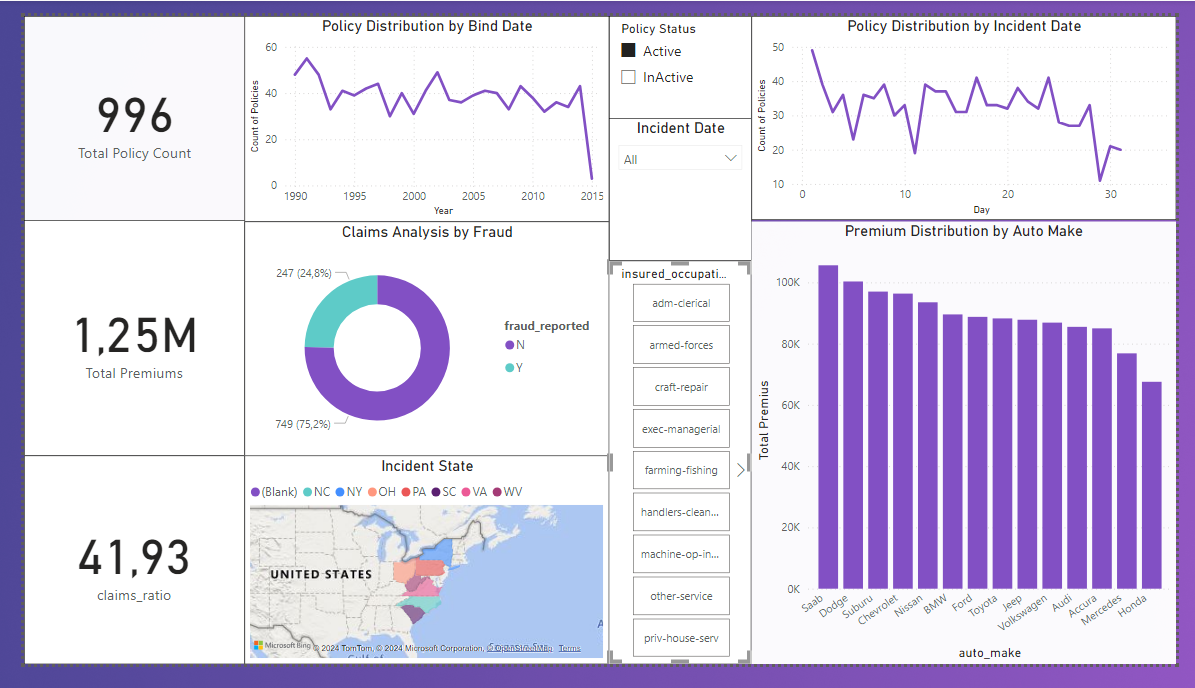 996
Total Policy Count
1,25M
Total Premiums
41,93
claims_ratio
Policy Distribution by Bind Date
Count of Policies
60
40
20
0
1990 1995 2000 2005 2010 2015
Year
Claims Analysis by Fraud
247 (24,8%)
749 (75,2%)
fraud_reported
N
Y
Incident State
(Blank) NC NY OH PA SC VA WV
UNITED STATES
Microsoft Bing
© 2024 TomTom, © 2024 Microsoft Corporation, © OpenStreetMap Terms
Policy Status
Active
InActive
Incident Date
All
insured_occupati...
adm-clerical
armed-forces
craft-repair
exec-managerial
farming-fishing
handlers-clean...
machine-op-in...
other-service
priv-house-serv
Policy Distribution by Incident Date
Count of Policies
50
40
30
20
10
0 10 20 30
Day
Premium Distribution by Auto Make
Total Premius
100K
80K
60K
40K
20K
0K
Saab Dodge Suburu Chevrolet Nissan BMW Ford Toyota Jeep Volkswagen Audi Accura Mercedes Honda
auto_make